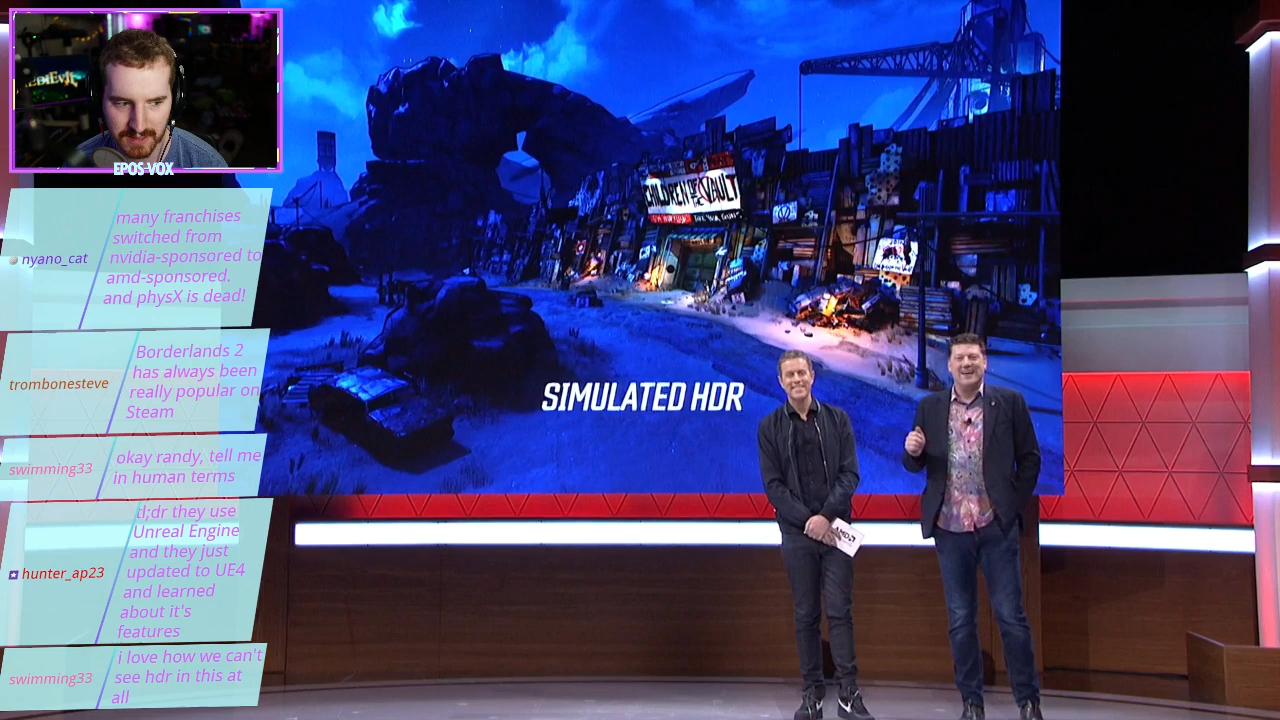 EDIEVIL
EPOS VOX
nyano_cat
many franchises
switched from
nvidia-sponsored to
amd-sponsored.
and physX is dead!
trombonesteve
Borderlands 2
has always been
really popular on
Steam
swimming33
okay randy, tell me
in human terms
hunter_ap23
tl;dr they use
Unreal Engine
and they just
updated to UE4
and learned
about it's
features
swimming33
i love how we can't
see hdr in this at
all
CHILDREN OF THE VAULT
SIMULATED HDR
AMD